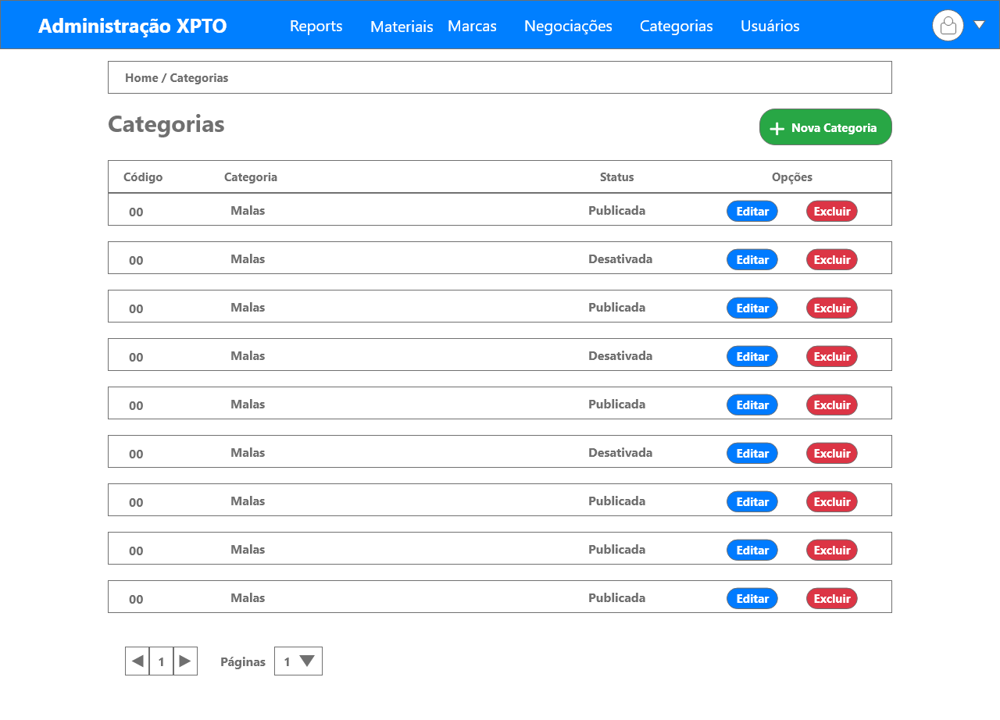 Administração XPTO Reports Materiais Marcas Negociações Categorias Usuários
Home / Categorias
Categorias Nova Categoria
Código Categoria Status Opções
00 Malas Publicada Editar Excluir
00 Malas Desativada Editar Excluir
00 Malas Publicada Editar Excluir
00 Malas Desativada Editar Excluir
00 Malas Publicada Editar Excluir
00 Malas Desativada Editar Excluir
00 Malas Publicada Editar Excluir
00 Malas Publicada Editar Excluir
00 Malas Publicada Editar Excluir
1 Páginas 1